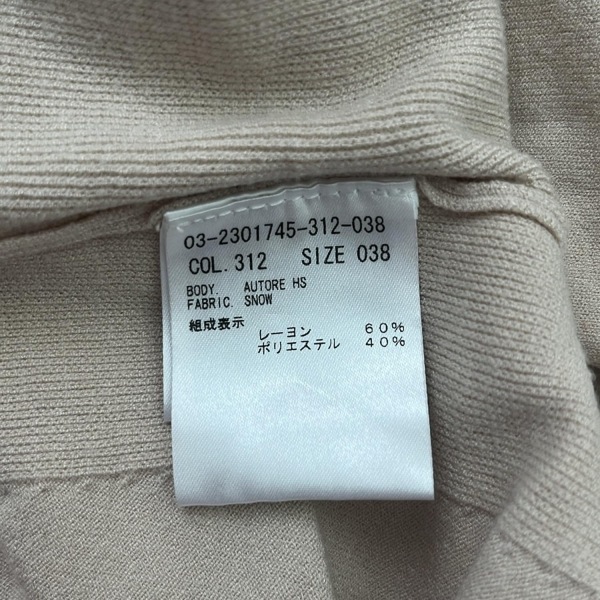 03-2301745-312-038
COL. 312 SIZE 038
BODY. AUTORE HS
FABRIC. SNOW
組成表示
レーヨン 60%
ポリエステル 40%